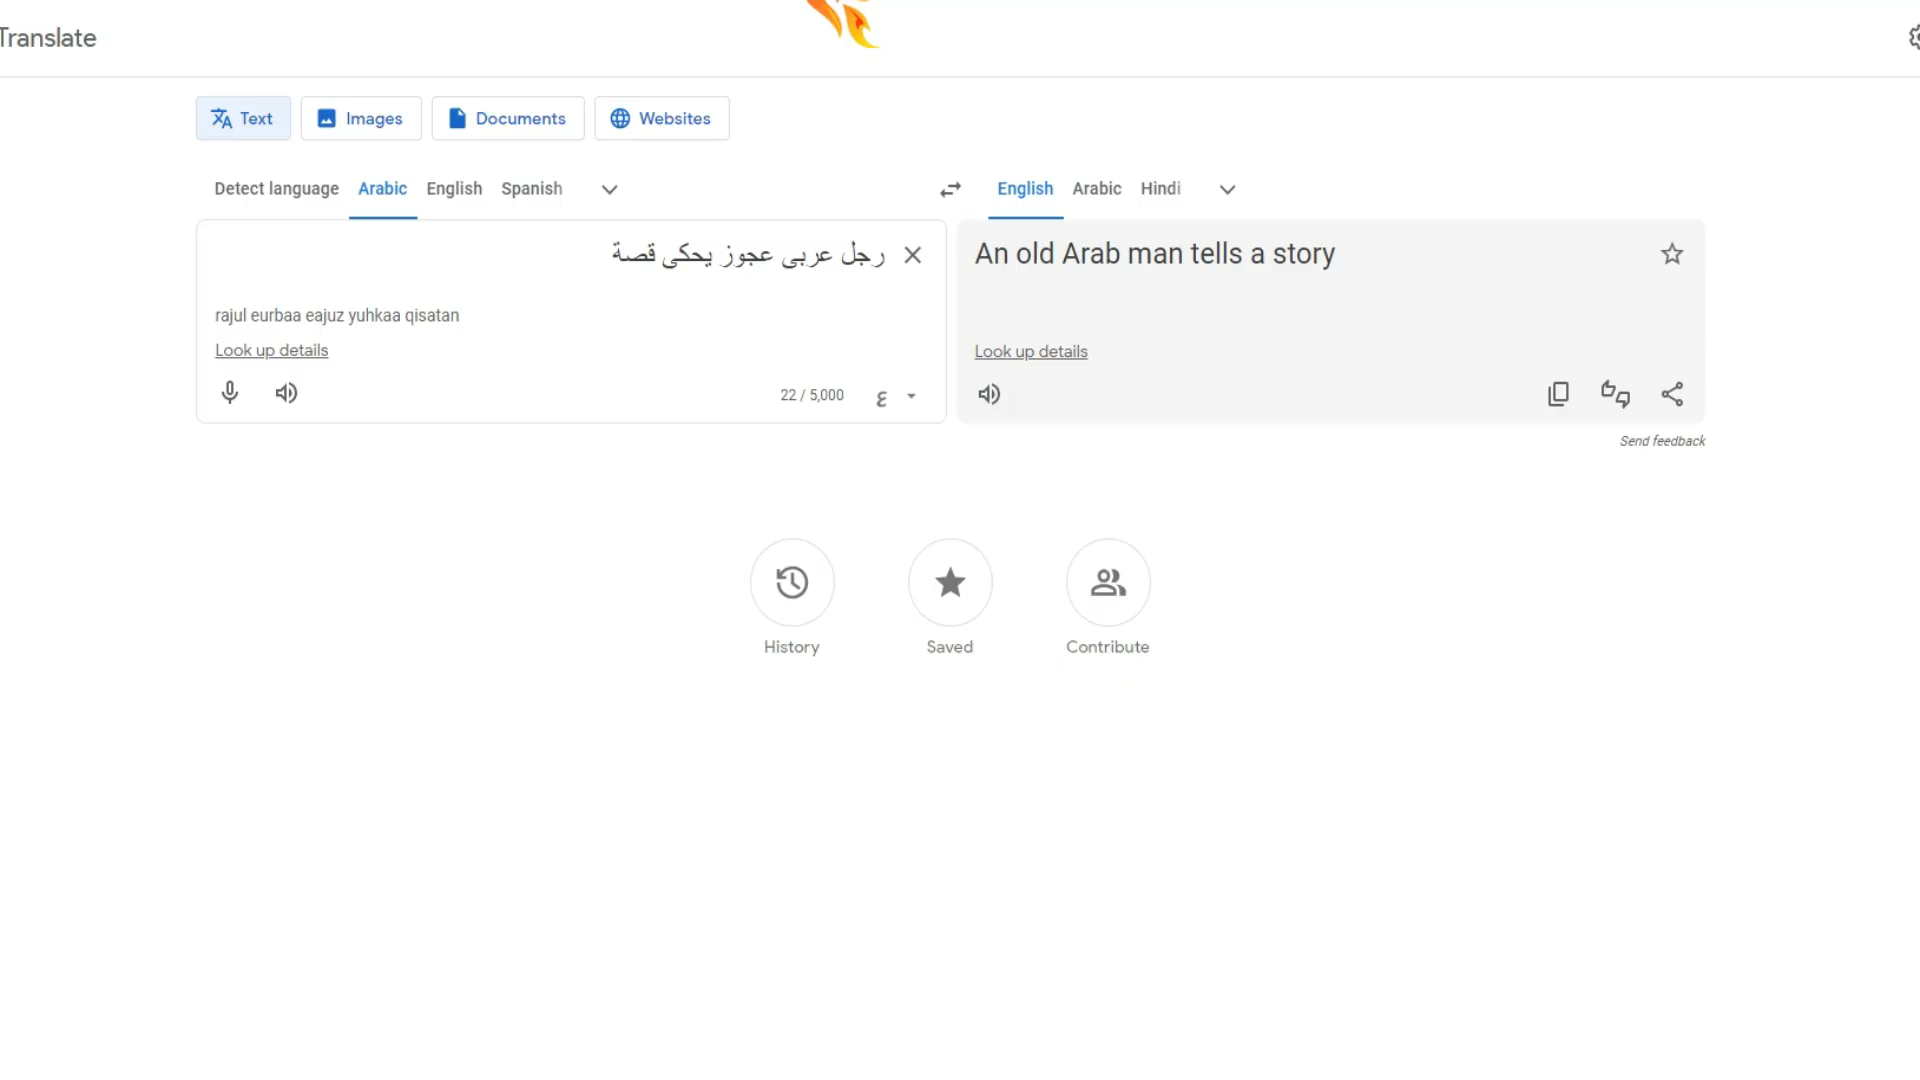 Translate
Text Images Documents Websites
Detect language Arabic English Spanish English Arabic Hindi
رجل عربى عجوز يحكى قصة
An old Arab man tells a story
rajul eurbaa eajuz yuhkaa qisatan
Look up details
Look up details
22 / 5,000 ع
Send feedback
History Saved Contribute